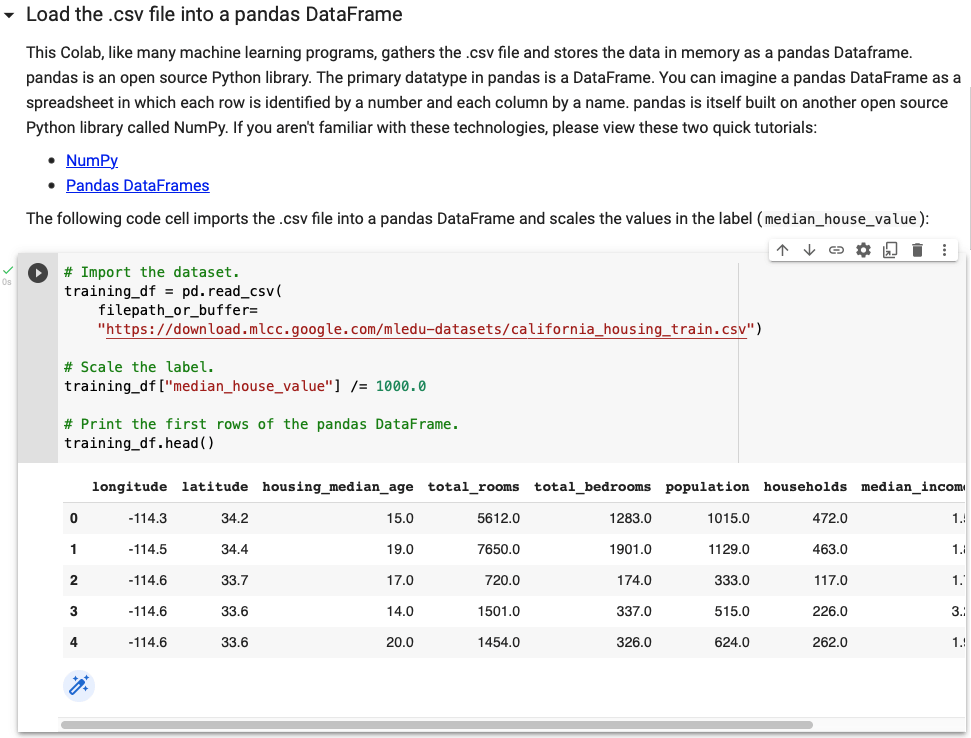 Load the .csv file into a pandas DataFrame
This Colab, like many machine learning programs, gathers the .csv file and stores the data in memory as a pandas Dataframe.
pandas is an open source Python library. The primary datatype in pandas is a DataFrame. You can imagine a pandas DataFrame as a
spreadsheet in which each row is identified by a number and each column by a name. pandas is itself built on another open source
Python library called NumPy. If you aren't familiar with these technologies, please view these two quick tutorials:
• NumPy
• Pandas DataFrames
The following code cell imports the .csv file into a pandas DataFrame and scales the values in the label (median_house_value):
0s
# Import the dataset.
training_df = pd.read_csv(
    filepath_or_buffer=
    "https://download.mlcc.google.com/mledu-datasets/california_housing_train.csv")
# Scale the label.
training_df["median_house_value"] /= 1000.0
# Print the first rows of the pandas DataFrame.
training_df.head()
longitude latitude housing_median_age total_rooms total_bedrooms population households median_income
0 -114.3 34.2 15.0 5612.0 1283.0 1015.0 472.0 1.
1 -114.5 34.4 19.0 7650.0 1901.0 1129.0 463.0 1.
2 -114.6 33.7 17.0 720.0 174.0 333.0 117.0 1.
3 -114.6 33.6 14.0 1501.0 337.0 515.0 226.0 3.
4 -114.6 33.6 20.0 1454.0 326.0 624.0 262.0 1.